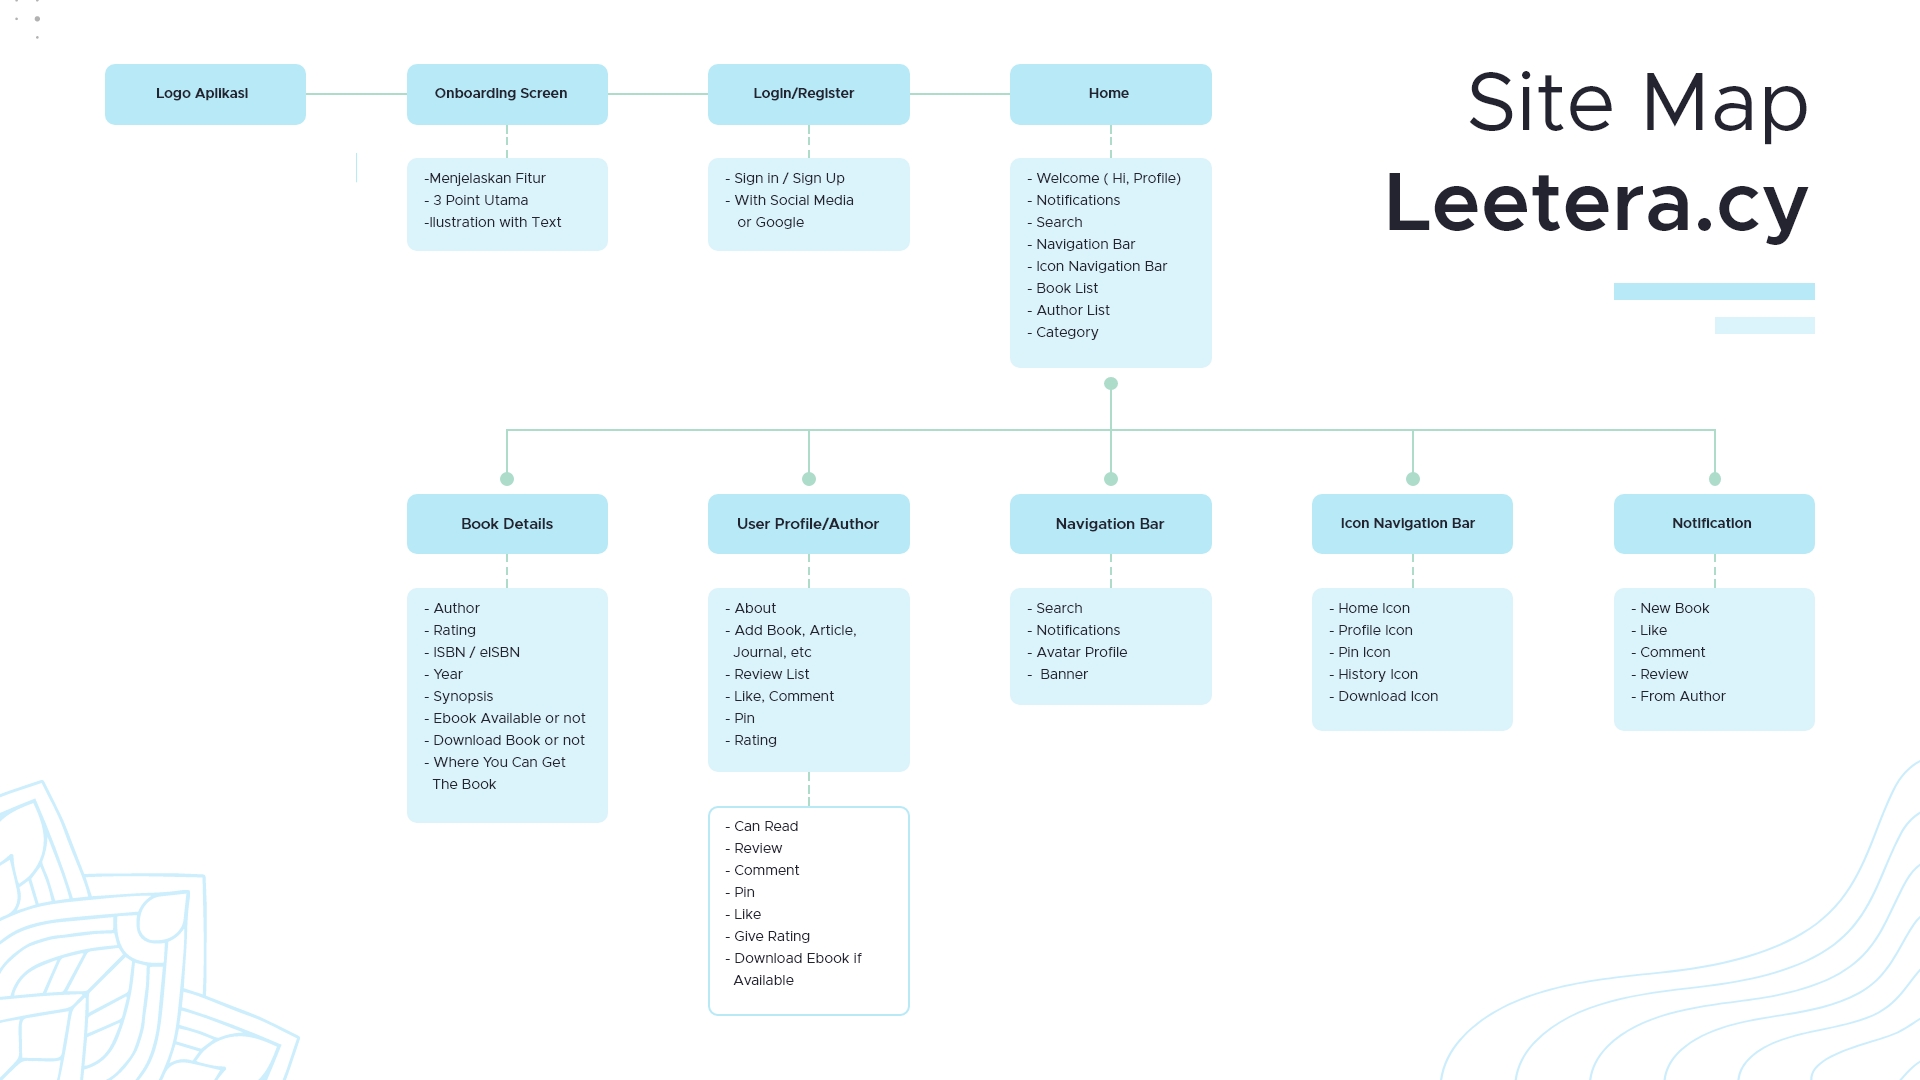 Site Map
Leetera.cy
Logo Aplikasi
Onboarding Screen
Login/Register
Home
-Menjelaskan Fitur
- 3 Point Utama
-Ilustration with Text
- Sign in / Sign Up
- With Social Media
or Google
- Welcome ( Hi, Profile)
- Notifications
- Search
- Navigation Bar
- Icon Navigation Bar
- Book List
- Author List
- Category
Book Details
User Profile/Author
Navigation Bar
Icon Navigation Bar
Notification
- Author
- Rating
- ISBN / eISBN
- Year
- Synopsis
- Ebook Available or not
- Download Book or not
- Where You Can Get
The Book
- About
- Add Book, Article,
Journal, etc
- Review List
- Like, Comment
- Pin
- Rating
- Can Read
- Review
- Comment
- Pin
- Like
- Give Rating
- Download Ebook if
Available
- Search
- Notifications
- Avatar Profile
- Banner
- Home Icon
- Profile Icon
- Pin Icon
- History Icon
- Download Icon
- New Book
- Like
- Comment
- Review
- From Author